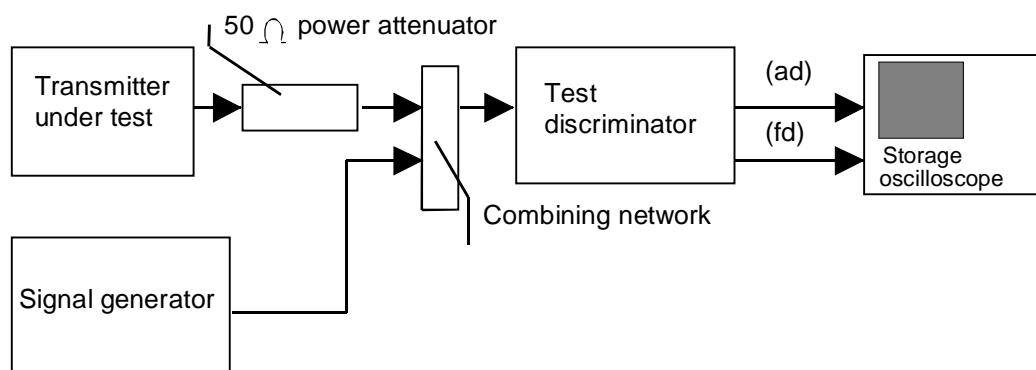 50 Ω power attenuator
Transmitter
under test
Test
discriminator
(ad)
(fd)
Storage
oscilloscope
Combining network
Signal generator